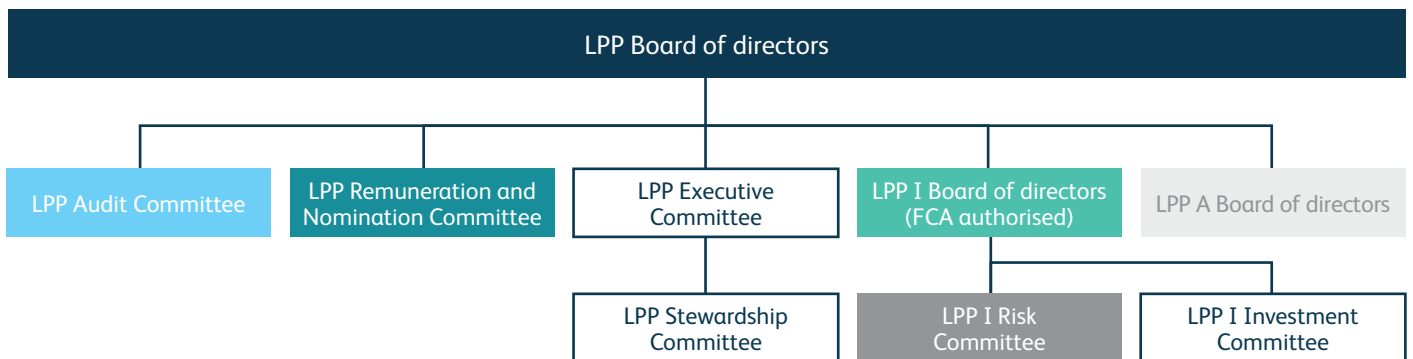 LPP Board of directors
LPP Audit Committee
LPP Remuneration and
Nomination Committee
LPP Executive
Committee
LPP I Board of directors
(FCA authorised)
LPP A Board of directors
LPP Stewardship
Committee
LPP I Risk
Committee
LPP I Investment
Committee